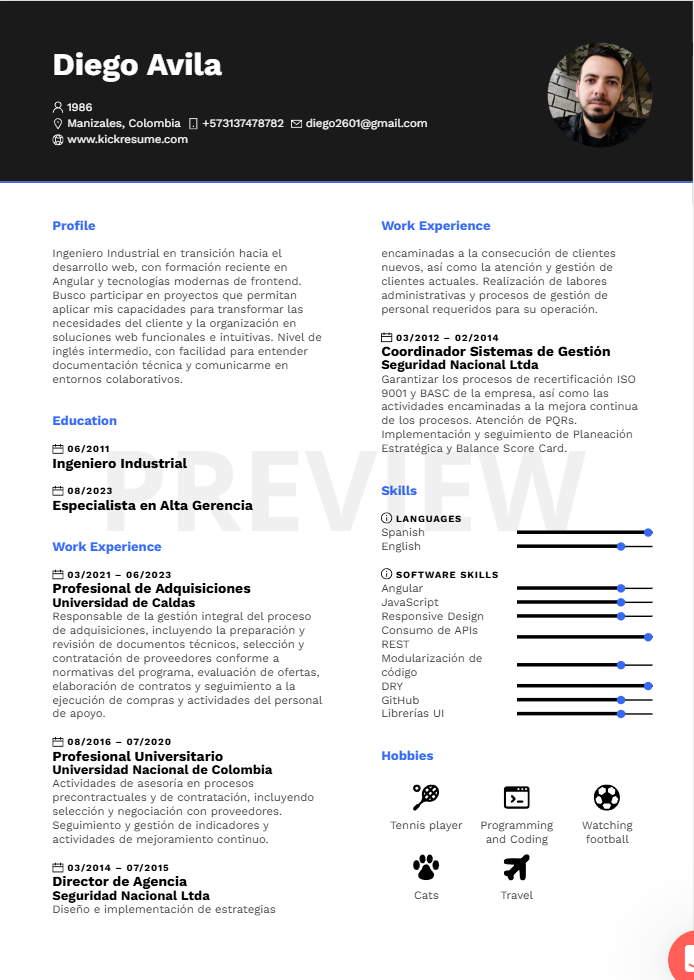 Diego Avila
1986
Manizales, Colombia +573137478782 diego2601@gmail.com
www.kickresume.com
Profile
Ingeniero Industrial en transición hacia el
desarrollo web, con formación reciente en
Angular y tecnologías modernas de frontend.
Busco participar en proyectos que permitan
aplicar mis capacidades para transformar las
necesidades del cliente y la organización en
soluciones web funcionales e intuitivas. Nivel de
inglés intermedio, con facilidad para entender
documentación técnica y comunicarme en
entornos colaborativos.
Education
06/2011
Ingeniero Industrial
08/2023
Especialista en Alta Gerencia
Work Experience
03/2021 – 06/2023
Profesional de Adquisiciones
Universidad de Caldas
Responsable de la gestión integral del proceso
de adquisiciones, incluyendo la preparación y
revisión de documentos técnicos, selección y
contratación de proveedores conforme a
normativas del programa, evaluación de ofertas,
elaboración de contratos y seguimiento a la
ejecución de compras y actividades del personal
de apoyo.
08/2016 – 07/2020
Profesional Universitario
Universidad Nacional de Colombia
Actividades de asesoría en procesos
precontractuales y de contratación, incluyendo
selección y negociación con proveedores.
Seguimiento y gestión de indicadores y
actividades de mejoramiento continuo.
03/2014 – 07/2015
Director de Agencia
Seguridad Nacional Ltda
Diseño e implementación de estrategias
Work Experience
encaminadas a la consecución de clientes
nuevos, así como la atención y gestión de
clientes actuales. Realización de labores
administrativas y procesos de gestión de
personal requeridos para su operación.
03/2012 – 02/2014
Coordinador Sistemas de Gestión
Seguridad Nacional Ltda
Garantizar los procesos de recertificación ISO
9001 y BASC de la empresa, así como las
actividades encaminadas a la mejora continua
de los procesos. Atención de PQRs.
Implementación y seguimiento de Planeación
Estratégica y Balance Score Card.
Skills
LANGUAGES
Spanish
English
SOFTWARE SKILLS
Angular
JavaScript
Responsive Design
Consumo de APIs
REST
Modularización de
código
DRY
GitHub
Librerías UI
Hobbies
Tennis player
Programming
and Coding
Watching
football
Cats
Travel
PREVIEW